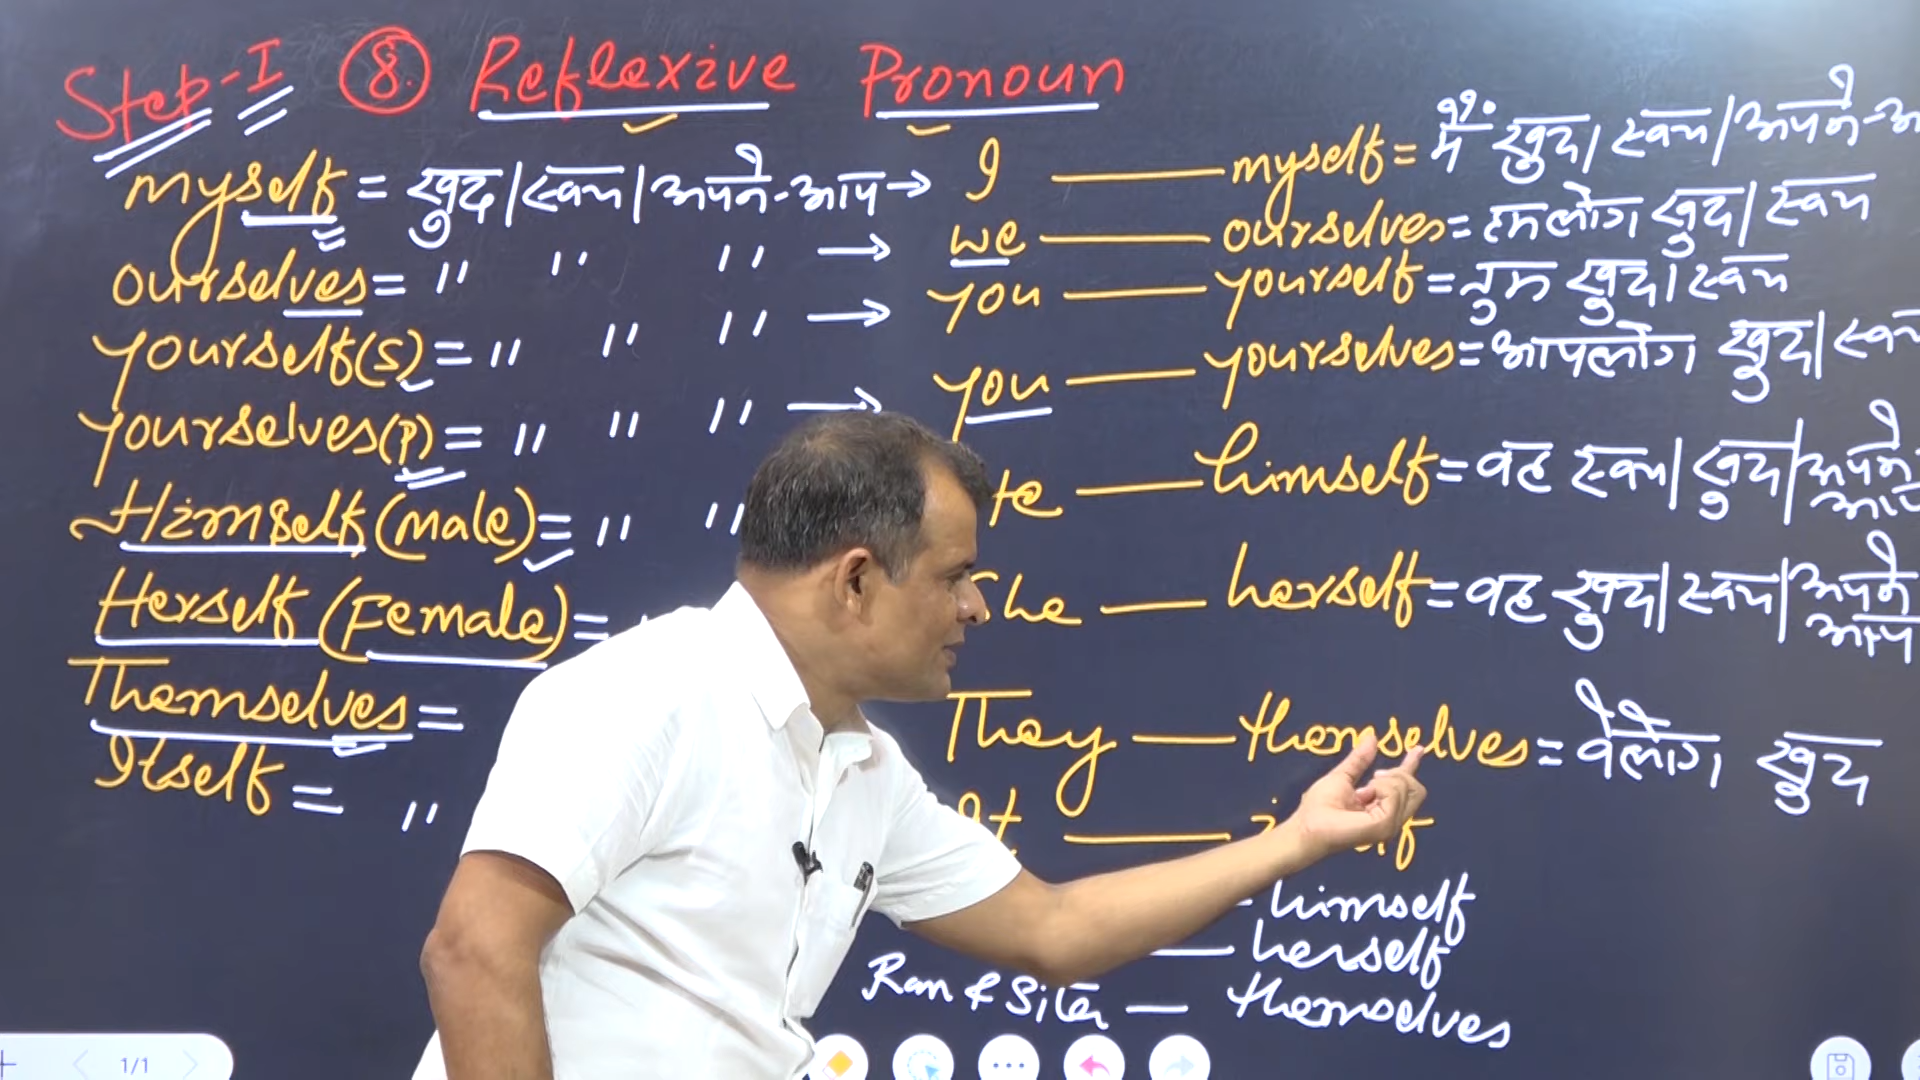 Step-I (8.) Reflexive Pronoun
myself = खुद/स्वयं/अपने-आप → I — myself = मैं खुद/स्वयं/अपने-
ourselves = " " " → we — ourselves = हमलोग खुद/स्वयं
yourself(S) = " " " → you — yourself = तुम खुद/स्वयं
yourselves(P) = " " " → you — yourselves = आपलोग खुद/
Himself (male) = " " — himself = वह स्वयं/खुद/अपने आप
Herself (Female) = She — herself = वह खुद/स्वयं/अपने आप
Themselves = They — themselves = वेलोग खुद
Itself = " It —
himself
— herself
Ram & Sita — themselves
1/1